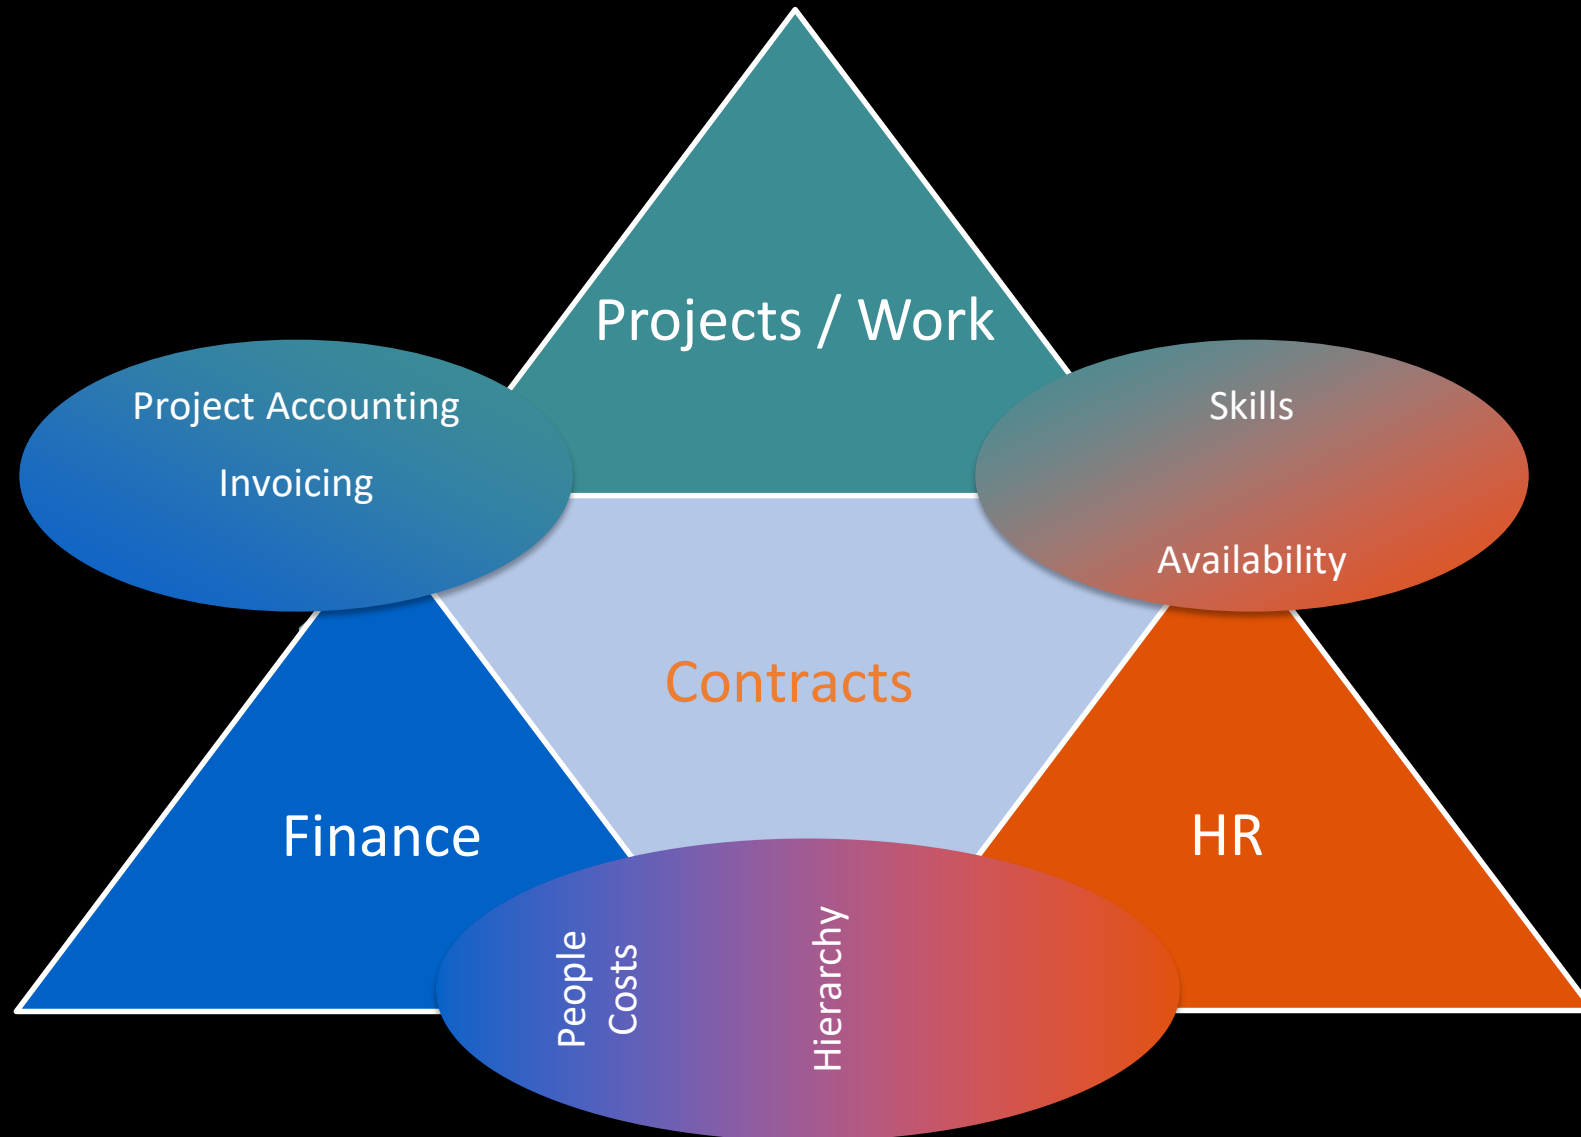 Projects / Work
Project Accounting
Invoicing
Skills
Availability
Contracts
Finance
HR
People
Costs
Hierarchy